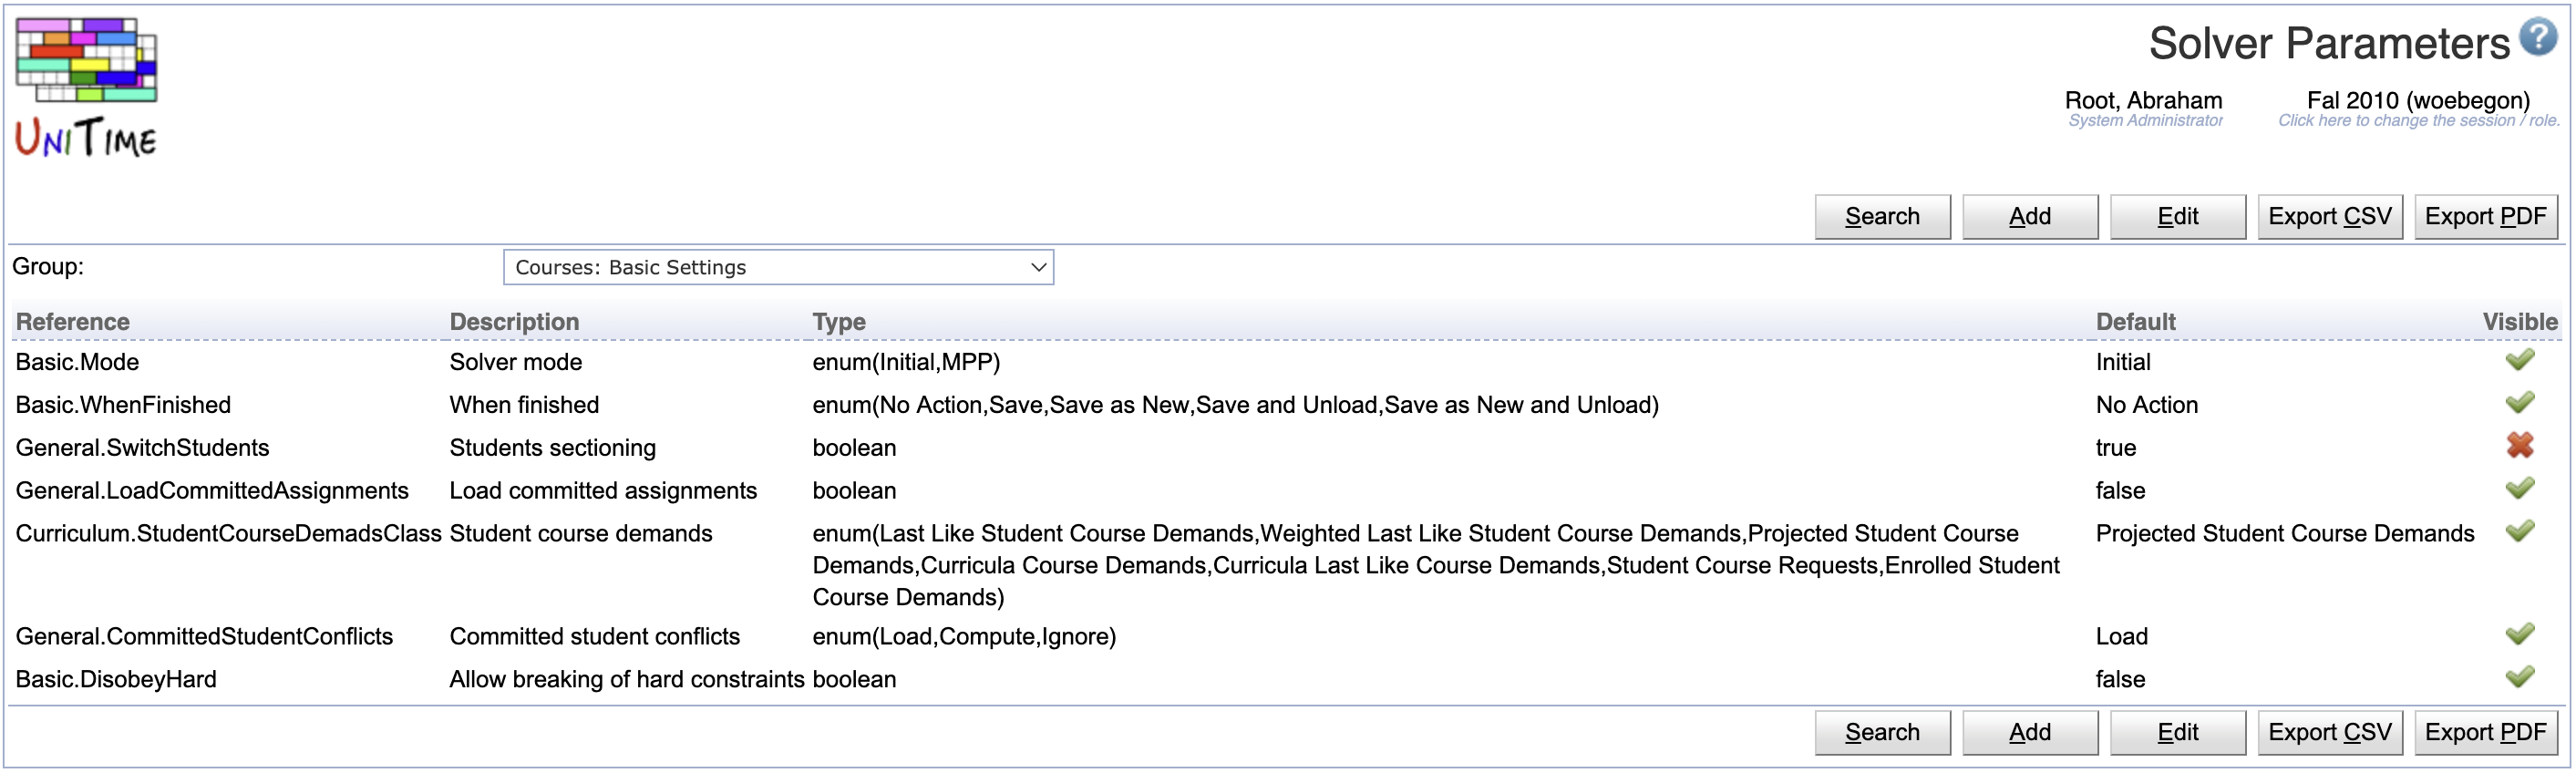 UniTime
Solver Parameters
Root, Abraham Fal 2010 (woebegon)
System Administrator Click here to change the session / role.
Search Add Edit Export CSV Export PDF
Group: Courses: Basic Settings
Reference Description Type Default Visible
Basic.Mode Solver mode enum(Initial,MPP) Initial
Basic.WhenFinished When finished enum(No Action,Save,Save as New,Save and Unload,Save as New and Unload) No Action
General.SwitchStudents Students sectioning boolean true
General.LoadCommittedAssignments Load committed assignments boolean false
Curriculum.StudentCourseDemadsClass Student course demands enum(Last Like Student Course Demands,Weighted Last Like Student Course Demands,Projected Student Course Projected Student Course Demands
Demands,Curricula Course Demands,Curricula Last Like Course Demands,Student Course Requests,Enrolled Student
Course Demands)
General.CommittedStudentConflicts Committed student conflicts enum(Load,Compute,Ignore) Load
Basic.DisobeyHard Allow breaking of hard constraints boolean false
Search Add Edit Export CSV Export PDF